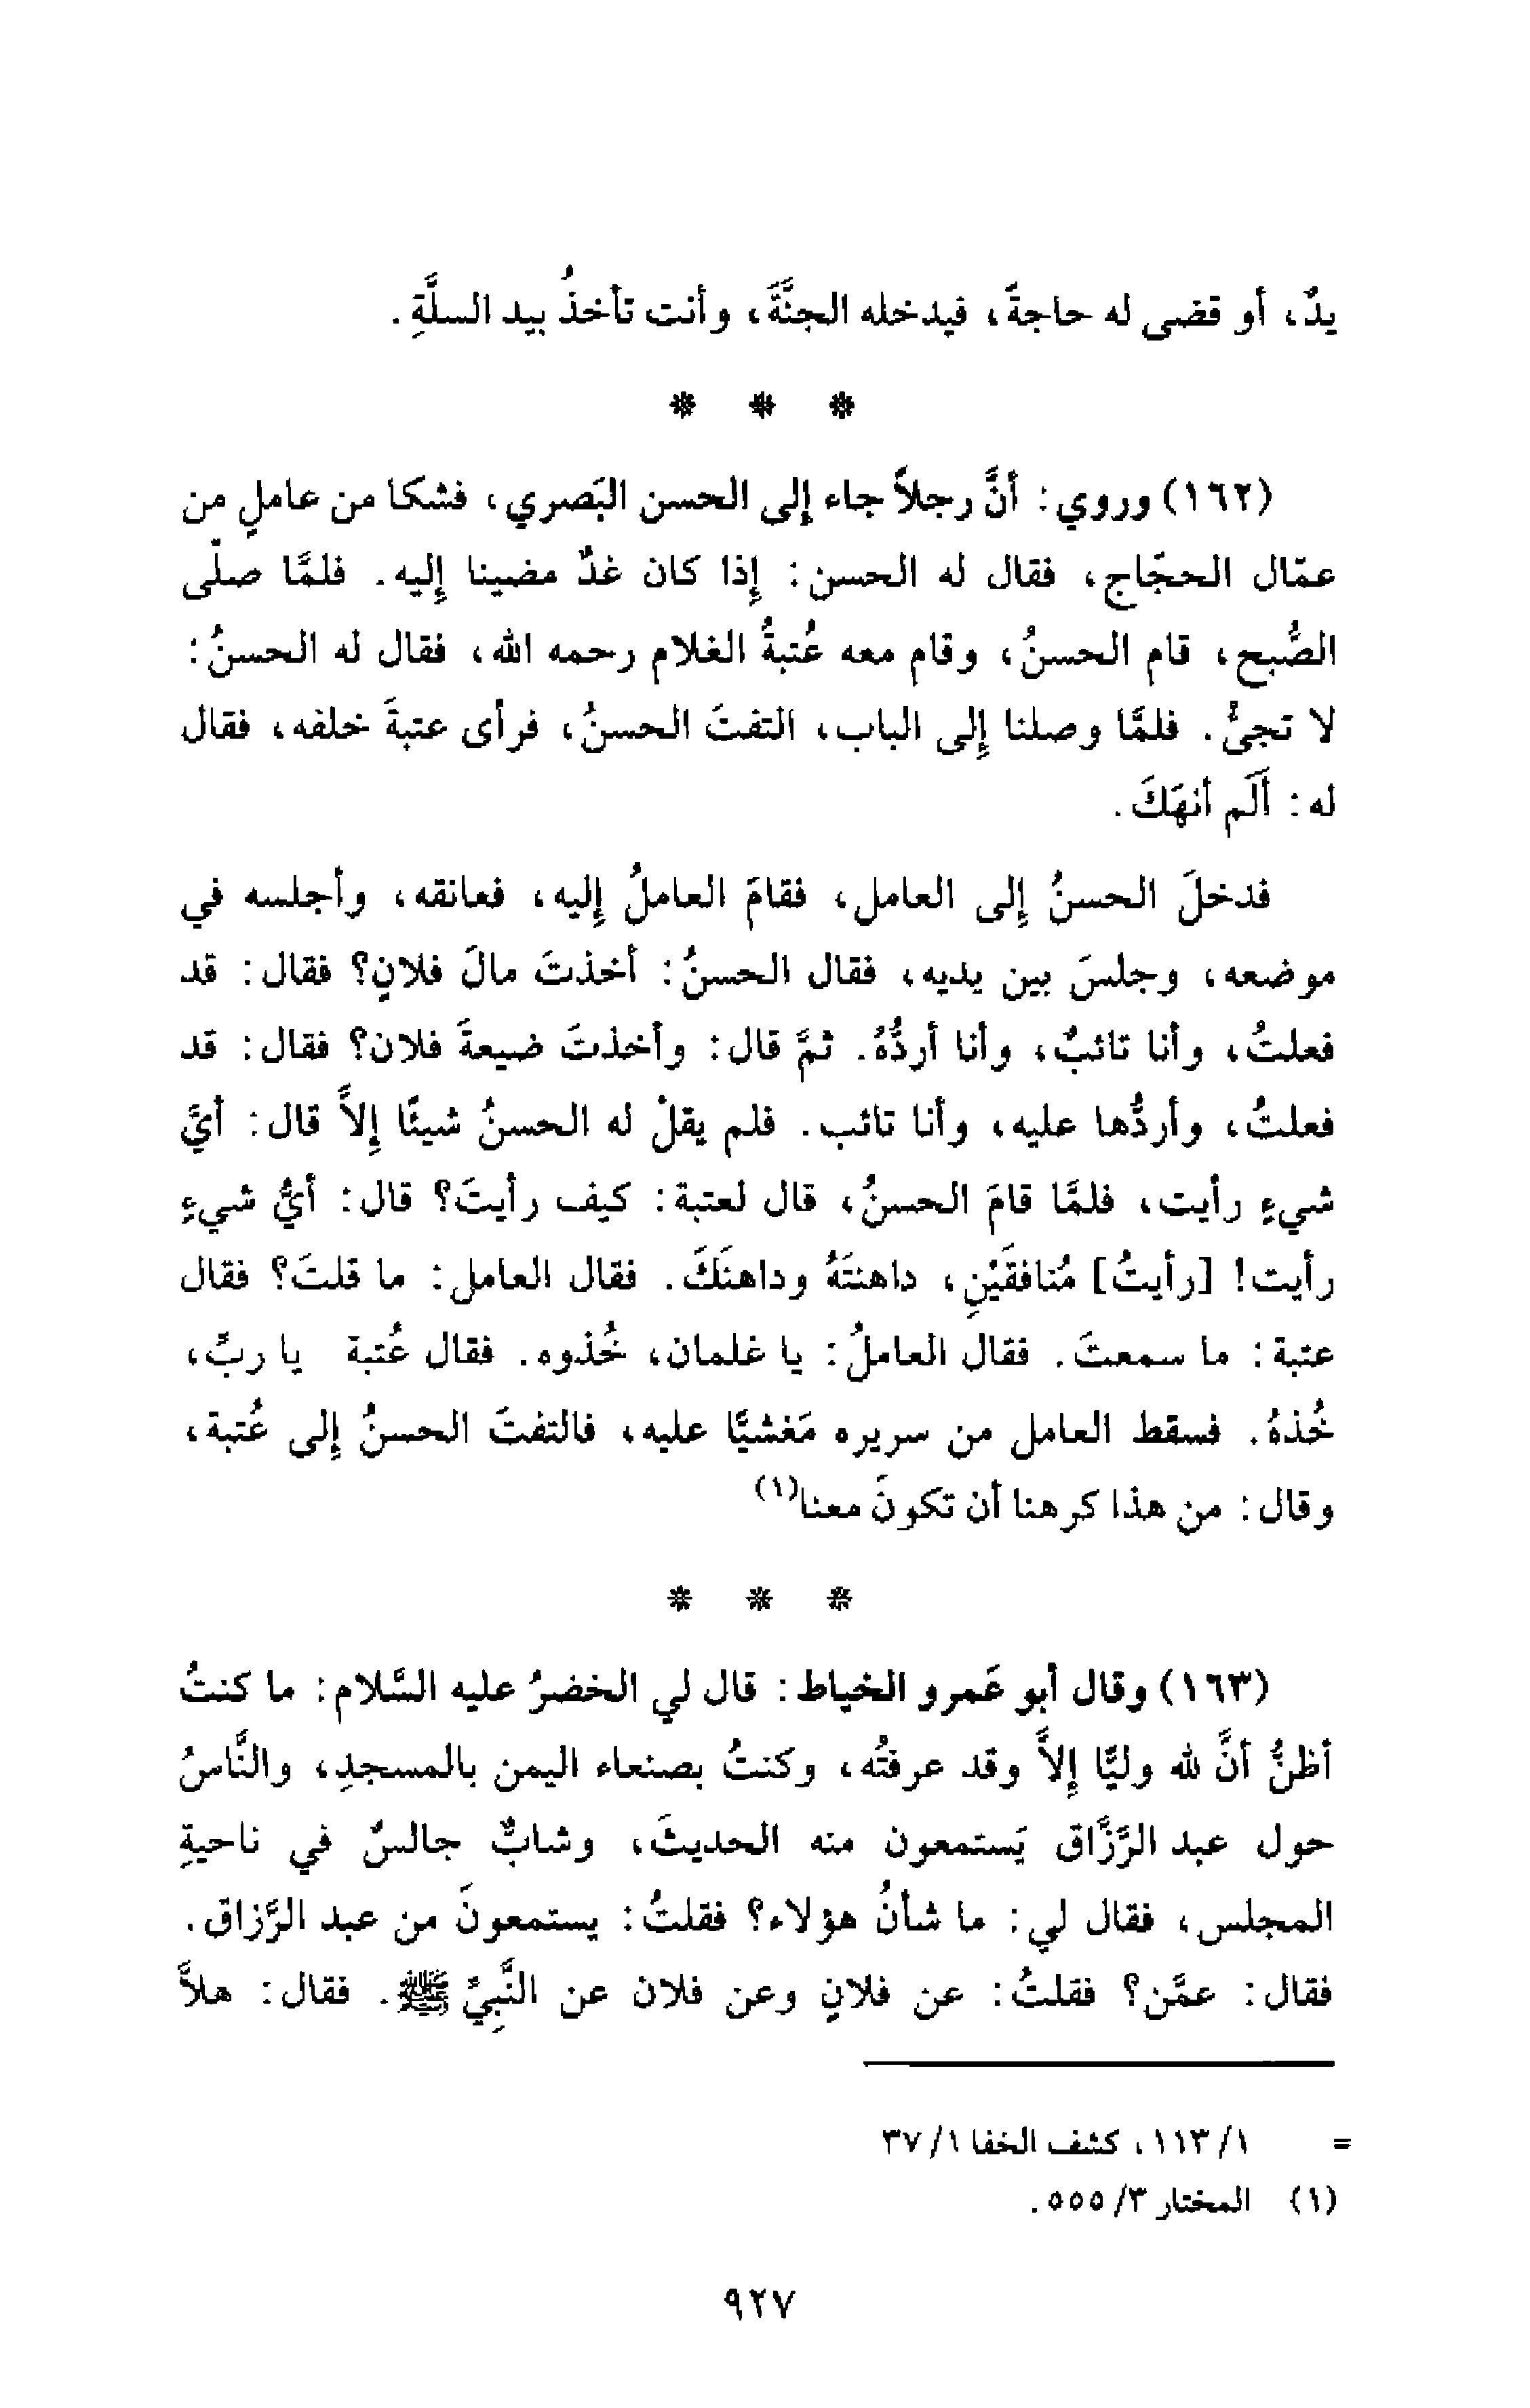 يدٌ، أو قضى له حاجةً، فيدخله الجنَّةَ، وأنت تأخذُ بيد السلَّةِ.
* * *
(١٦٢) وروي: أنَّ رجلاً جاء إلى الحسن البَصري، فشكا من عاملٍ من
عمّال الحجّاج، فقال له الحسن: إذا كان غدٌ مضينا إليه. فلمَّا صلّى
الصُّبح، قام الحسنُ، وقام معه عُتبةُ الغلام رحمه الله، فقال له الحسنُ:
لا تجئُ. فلمَّا وصلنا إلى الباب، التفتَ الحسنُ، فرأى عتبةَ خلفه، فقال
له: أَلَم أنهَكَ.
فدخلَ الحسنُ إلى العامل، فقامَ العاملُ إليه، فعانقه، وأجلسه في
موضعه، وجلسَ بين يديه، فقال الحسنُ: أخذتَ مالَ فلانٍ؟ فقال: قد
فعلتُ، وأنا تائبٌ، وأنا أردُّهُ. ثمَّ قال: وأخذتَ ضيعةَ فلان؟ فقال: قد
فعلتُ، وأردُّها عليه، وأنا تائب. فلم يقلْ له الحسنُ شيئًا إلاَّ قال: أيَّ
شيءٍ رأيت، فلمَّا قامَ الحسنُ، قال لعتبة: كيف رأيتَ؟ قال: أيُّ شيءٍ
رأيت! [رأيتُ] مُنافقَيْنِ، داهنتَهُ وداهنَكَ. فقال العامل: ما قلتَ؟ فقال
عتبة: ما سمعتَ. فقال العاملُ: يا غلمان، خُذوه. فقال عُتبة يا ربِّ،
خُذهُ. فسقط العامل من سريره مَغشيًّا عليه، فالتفتَ الحسنُ إلى عُتبة،
وقال: من هذا كرهنا أن تكونَ معنا(١)
* * *
(١٦٣) وقال أبو عَمرو الخياط: قال لي الخضرُ عليه السَّلام: ما كنتُ
أظنُّ أنَّ لله وليًّا إلاَّ وقد عرفتُه، وكنتُ بصنعاء اليمن بالمسجدِ، والنَّاسُ
حول عبد الرَّزَّاق يَستمعون منه الحديثَ، وشابٌّ جالسٌ في ناحيةِ
المجلس، فقال لي: ما شأنُ هؤلاء؟ فقلتُ: يستمعونَ من عبد الرَّزاق.
فقال: عمَّن؟ فقلتُ: عن فلانٍ وعن فلان عن النَّبِيِّ ﷺ. فقال: هلاَّ
= ١/١١٣، كشف الخفا ١/٣٧
(١) المختار ٣/٥٥٥.
٩٢٧